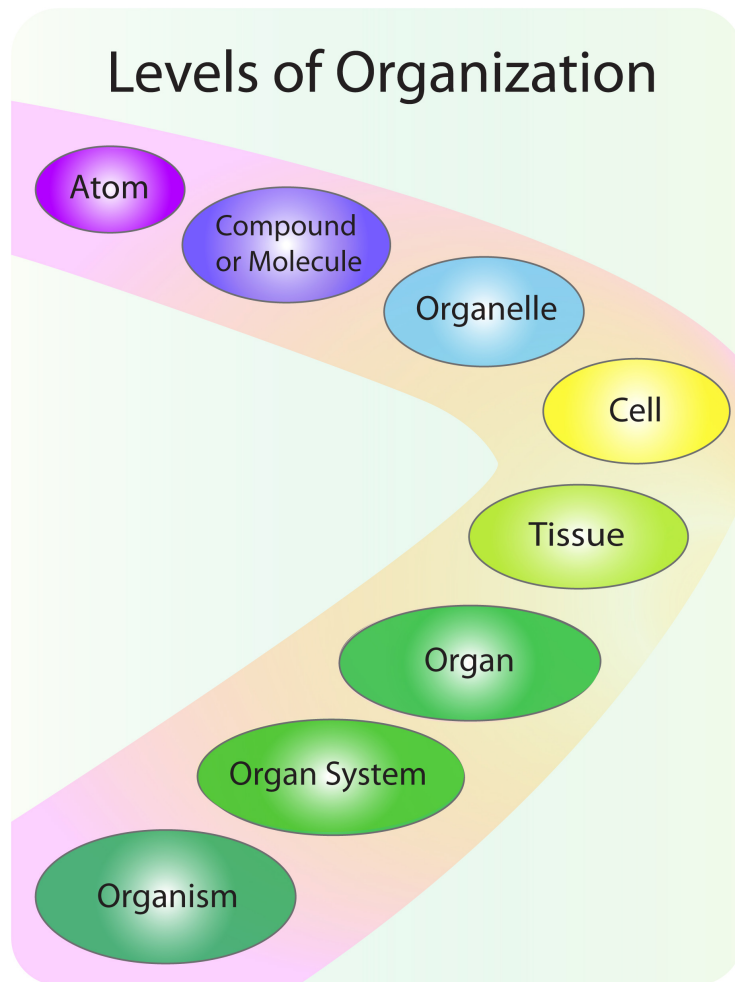 Levels of Organization
Atom
Compound
or Molecule
Organelle
Cell
Tissue
Organ
Organ System
Organism